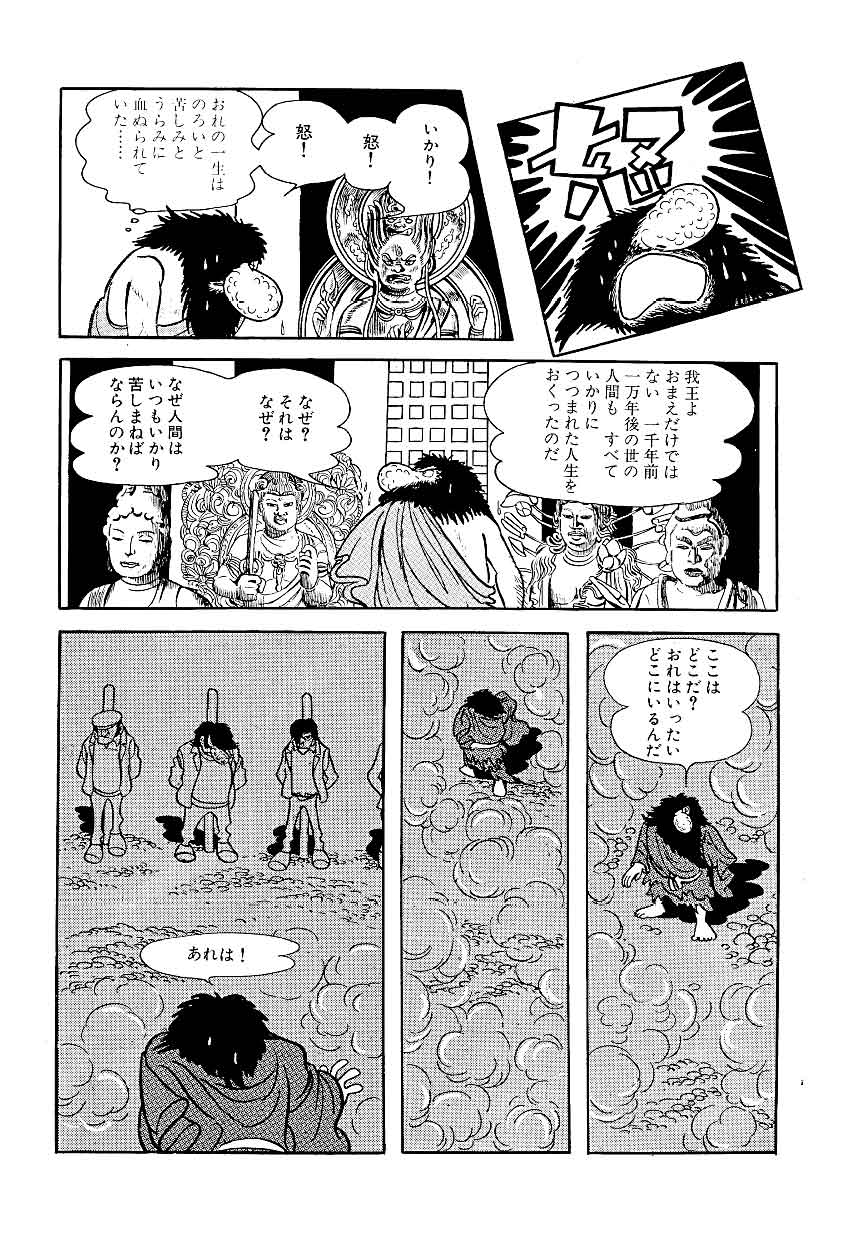 怒
いかり！
怒！
怒！
おれの一生は
のろいと
苦しみと
うらみに
血ぬられて
いた……
我王よ
おまえだけでは
ない　一千年前
一万年後の世の
人間も　すべて
いかりに
つつまれた人生を
おくったのだ
なぜ？
それは
なぜ？
なぜ人間は
いつもいかり
苦しまねば
ならんのか？
ここは
どこだ？
おれはいったい
どこにいるんだ
あれは！